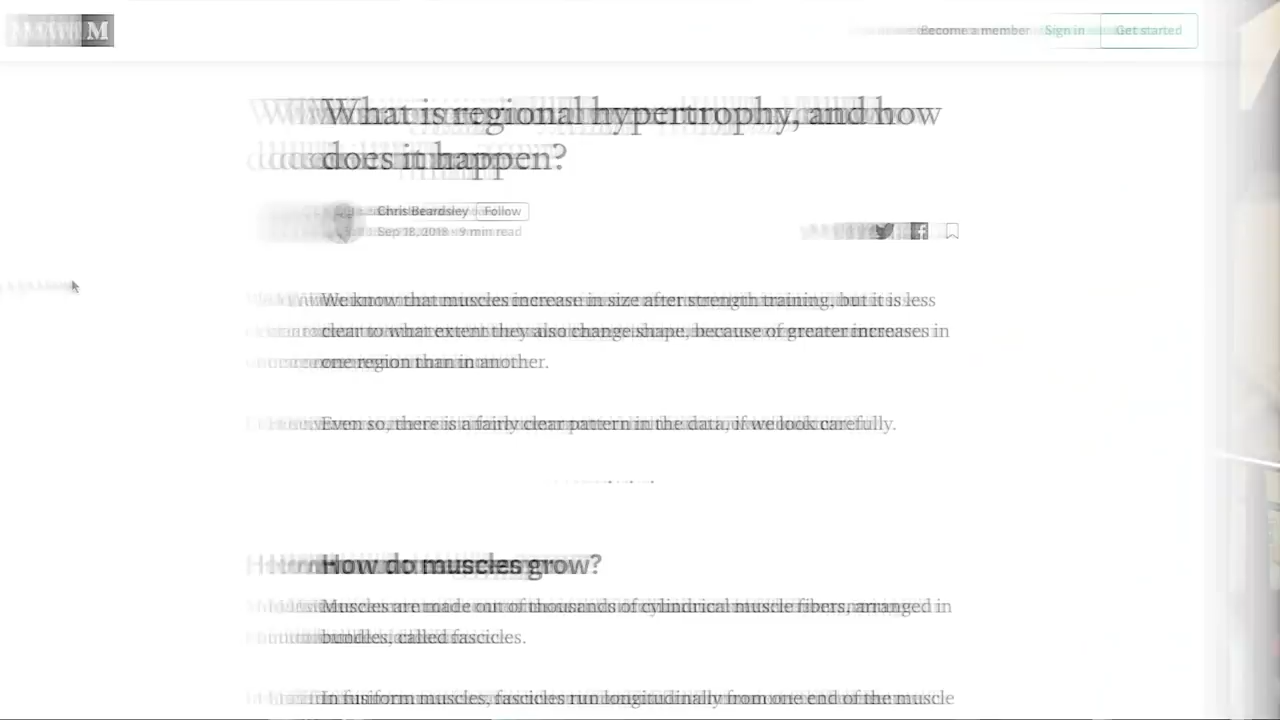 M
Become a member Sign in Get started
What is regional hypertrophy, and how
does it happen?
Chris Beardsley Follow
Sep 18, 2018 · 9 min read
We know that muscles increase in size after strength training, but it is less
clear to what extent they also change shape, because of greater increases in
one region than in another.
Even so, there is a fairly clear pattern in the data, if we look carefully.
How do muscles grow?
Muscles are made out of thousands of cylindrical muscle fibers, arranged in
bundles, called fascicles.
In fusiform muscles, fascicles run longitudinally from one end of the muscle